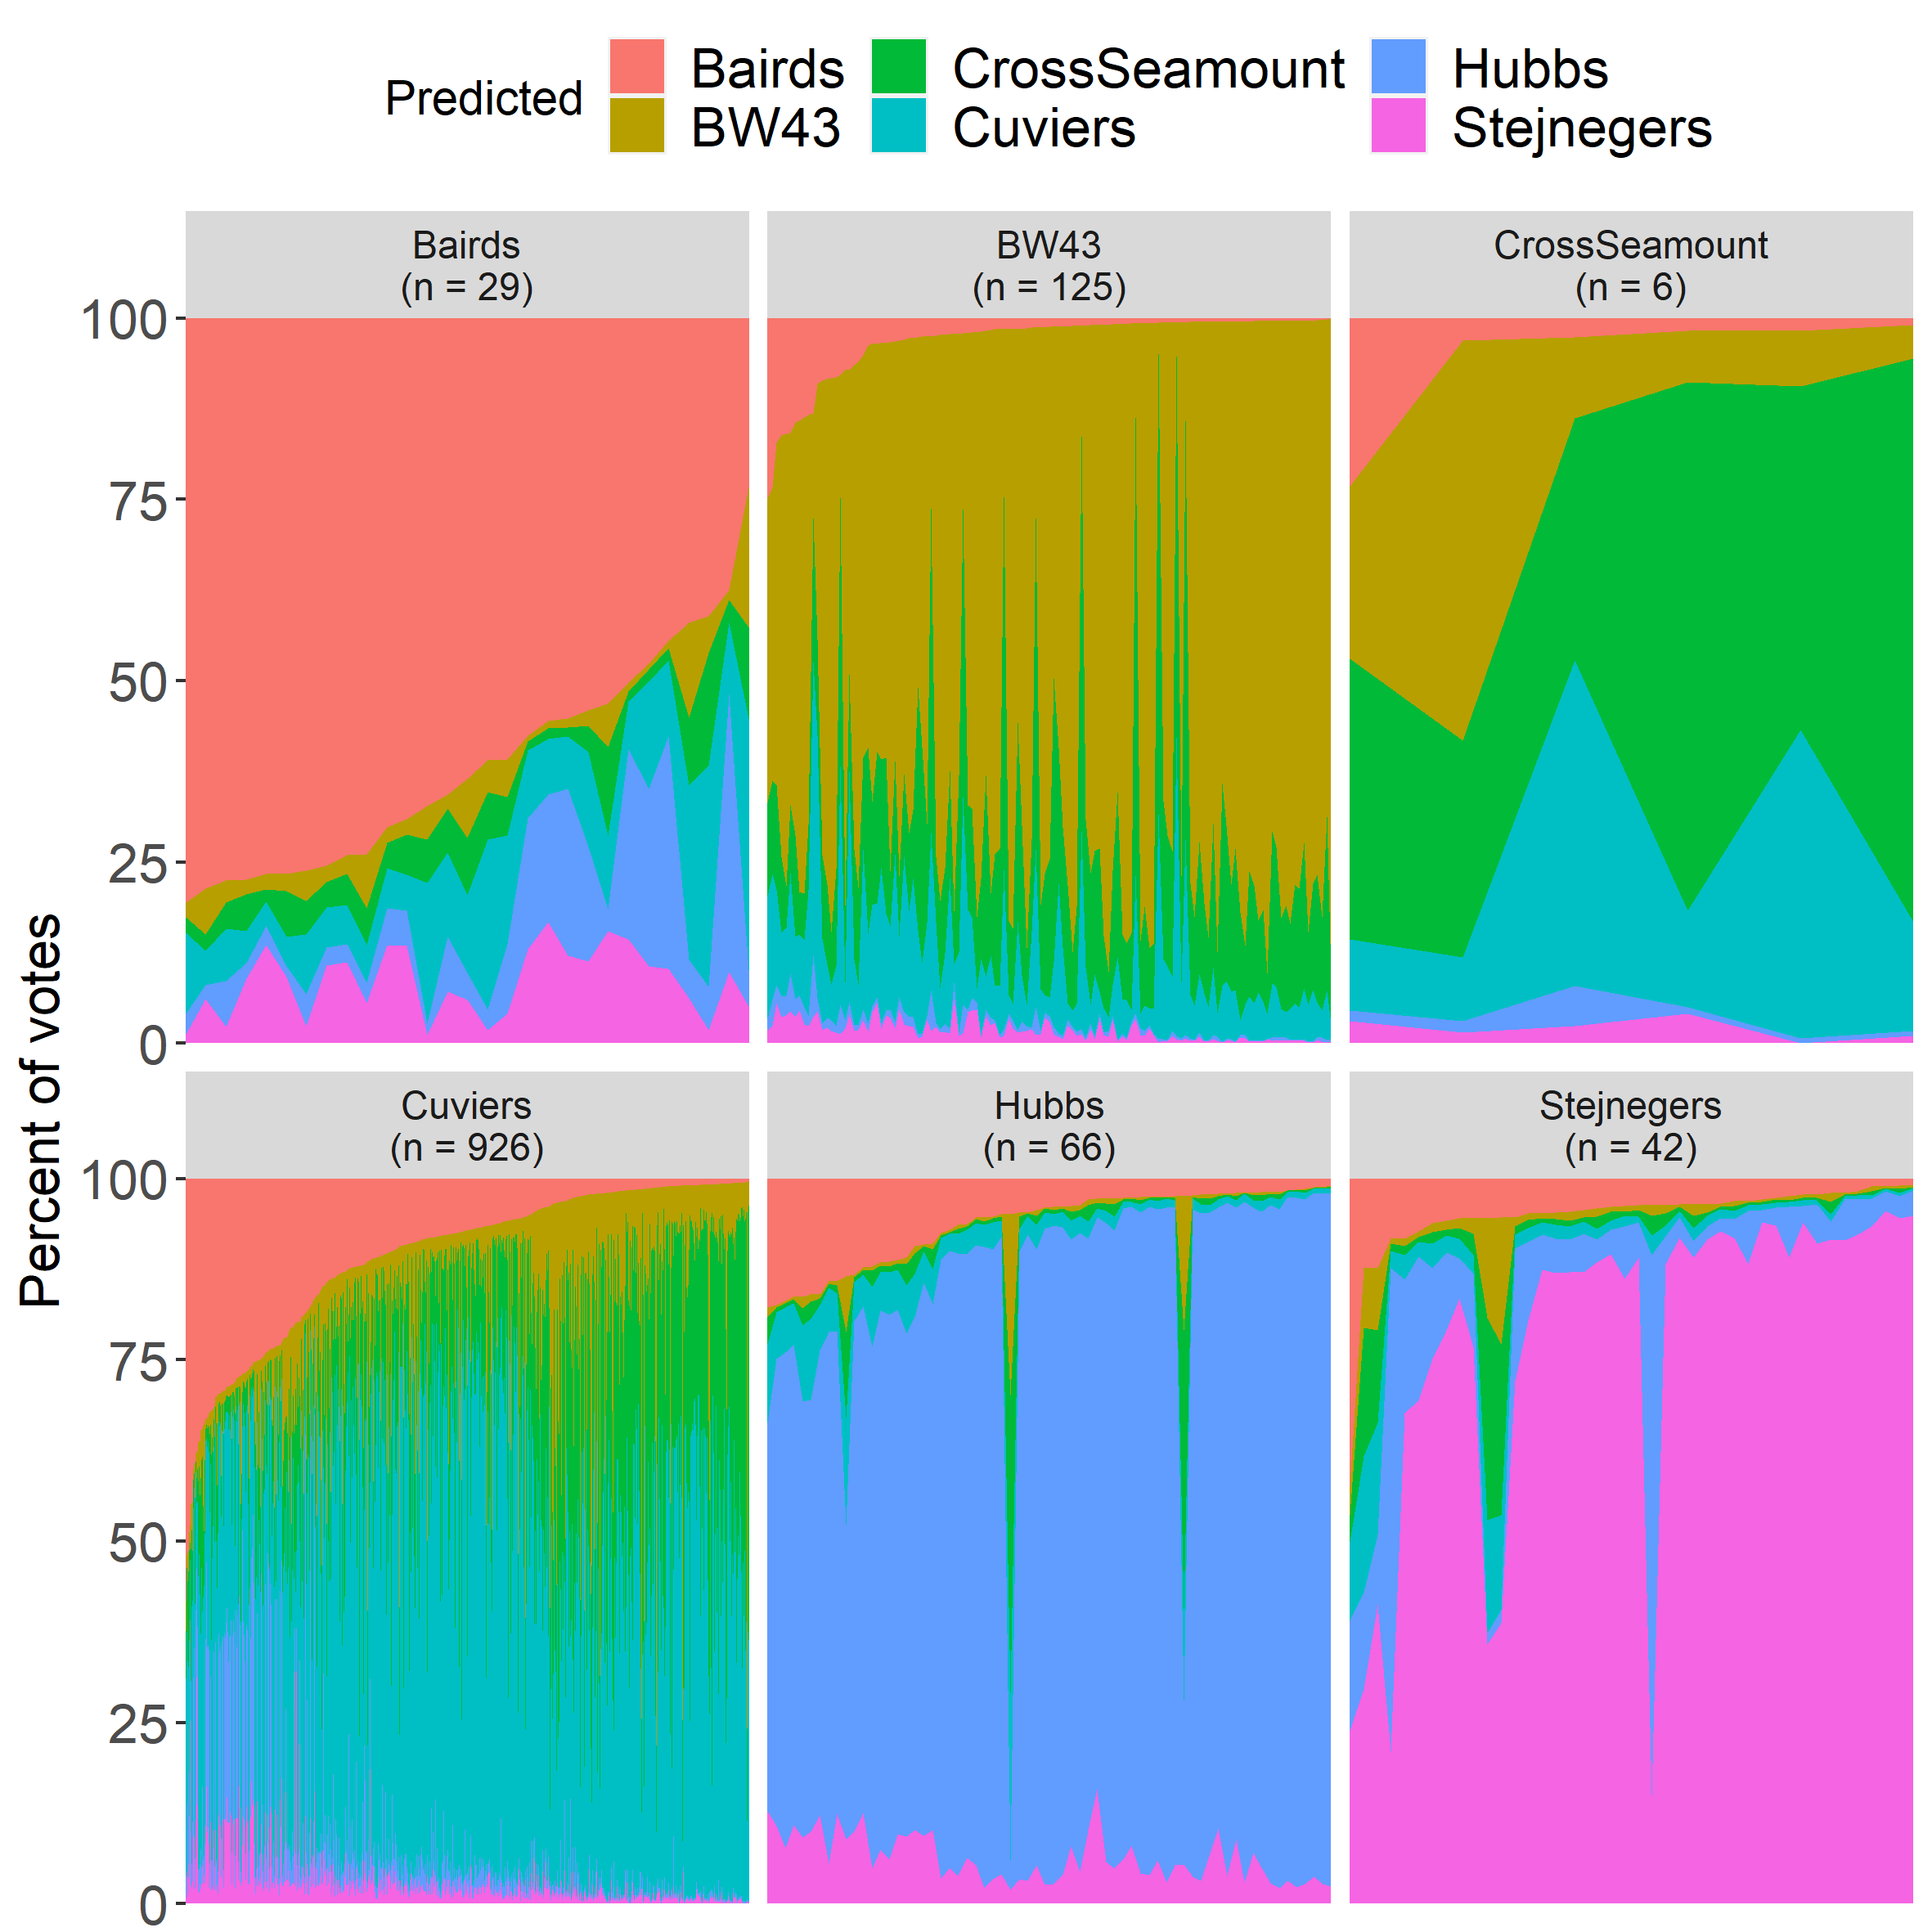 Predicted
Bairds
CrossSeamount
Hubbs
BW43
Cuviers
Stejnegers
Bairds
(n = 29)
BW43
(n = 125)
CrossSeamount
(n = 6)
100
75
50
25
0
Percent of votes
Cuviers
(n = 926)
Hubbs
(n = 66)
Stejnegers
(n = 42)
100
75
50
25
0